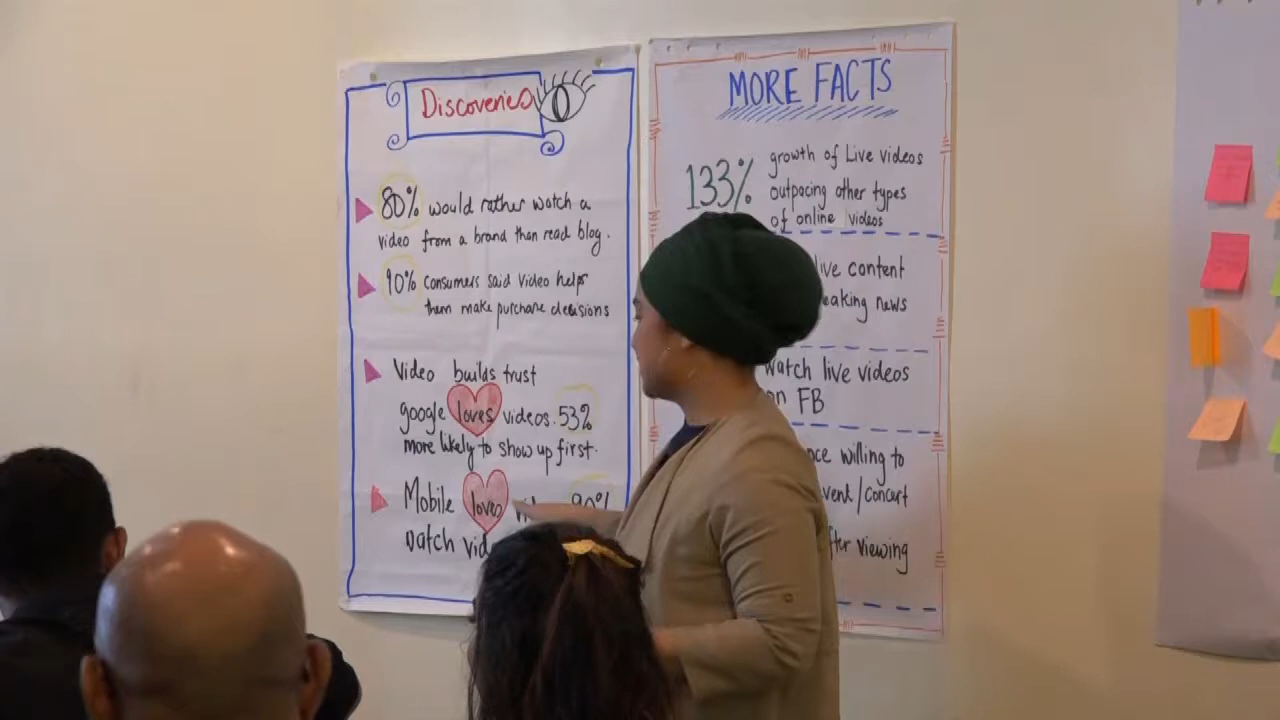 Discoveries
80% would rather watch a
video from a brand than read blog.
90% consumers said video helps
them make purchase decisions
Video builds trust
google loves videos. 53%
more likely to show up first.
Mobile loves 90%
watch
MORE FACTS
133% growth of Live videos
outpacing other types
of online videos
live content
news
watch live videos
on FB
willing to
/concert
viewing